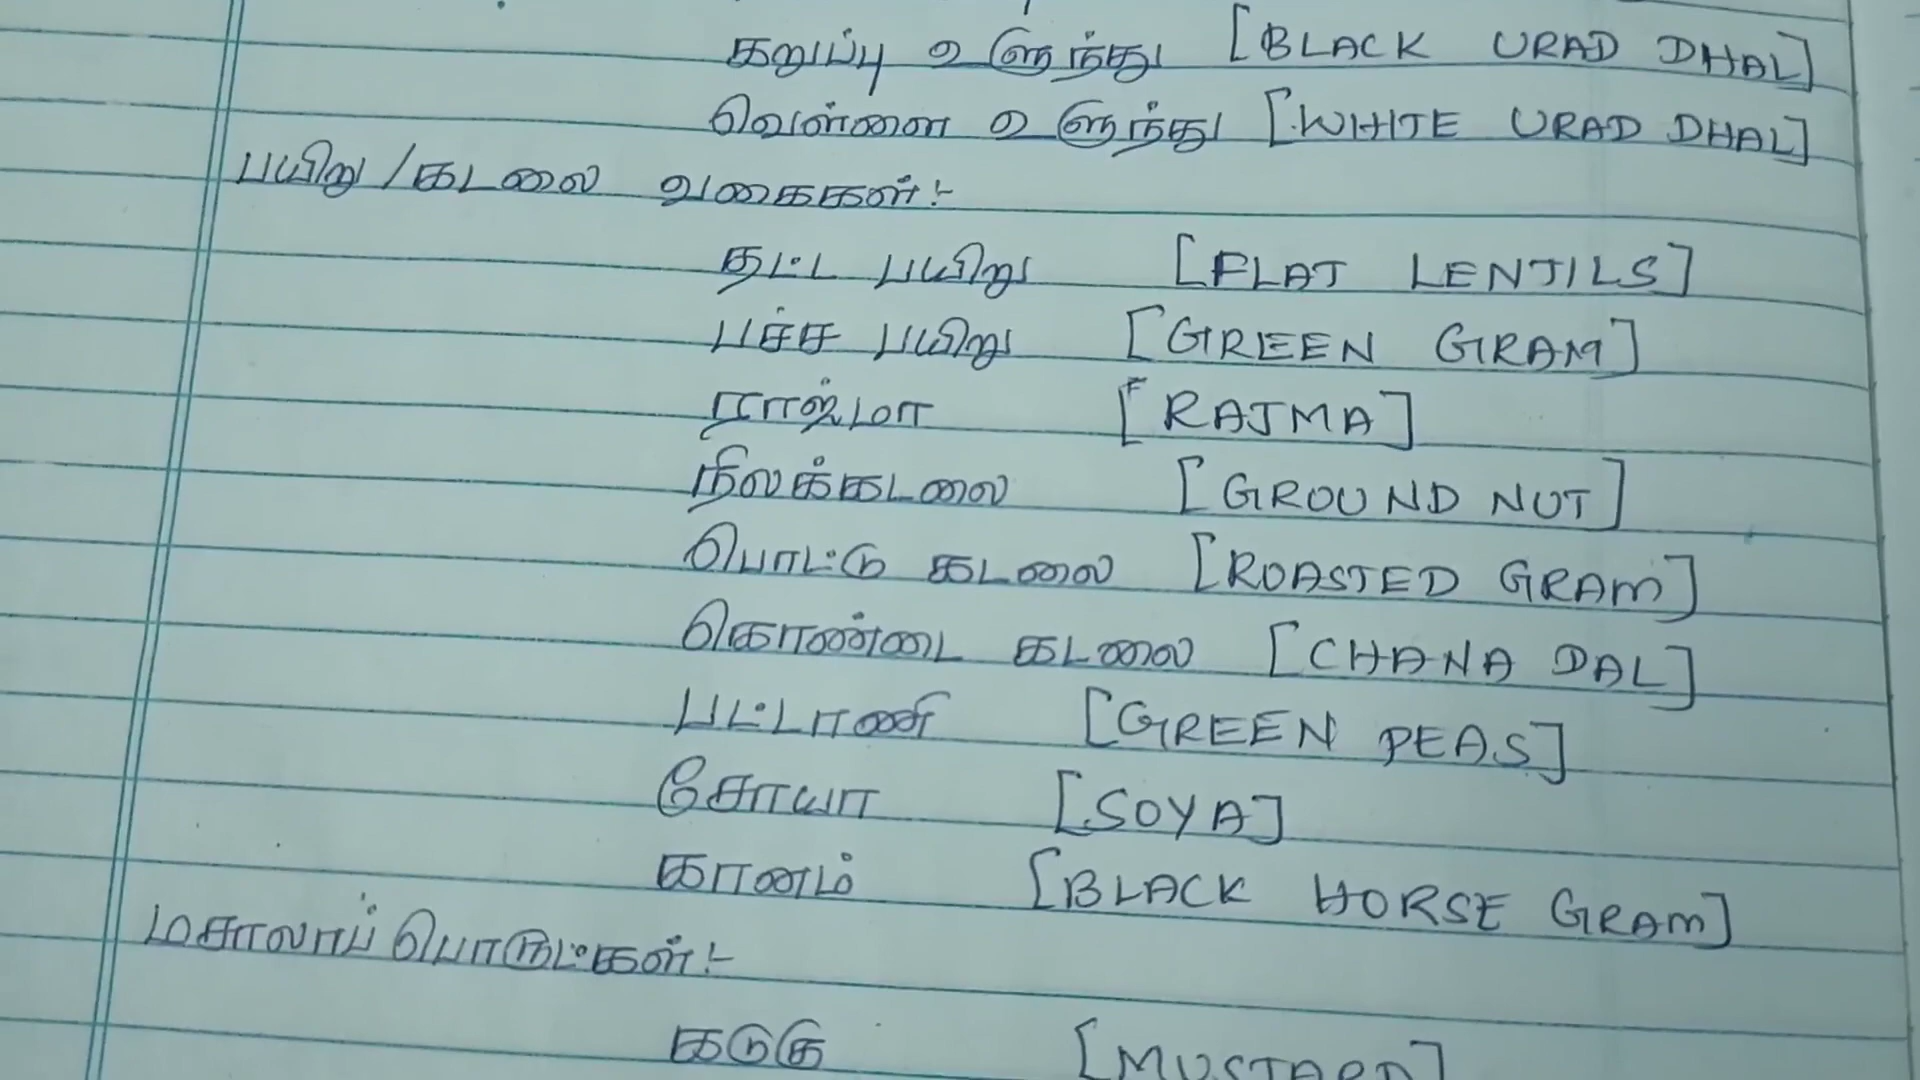 கறுப்பு உளுந்து [BLACK URAD DHAL]
வெள்ளை உளுந்து [WHITE URAD DHAL]
பயிறு / கடலை வகைகள் :-
தட்ட பயிறு [FLAT LENTILS]
பச்ச பயிறு [GREEN GRAM]
ராஜ்மா [RAJMA]
நிலக்கடலை [GROUND NUT]
பொட்டு கடலை [ROASTED GRAM]
கொண்டை கடலை [CHANA DAL]
பட்டாணி [GREEN PEAS]
சோயா [SOYA]
காணம் [BLACK HORSE GRAM]
மசாலாப் பொருட்கள் :-
கடுகு [MUSTARD]